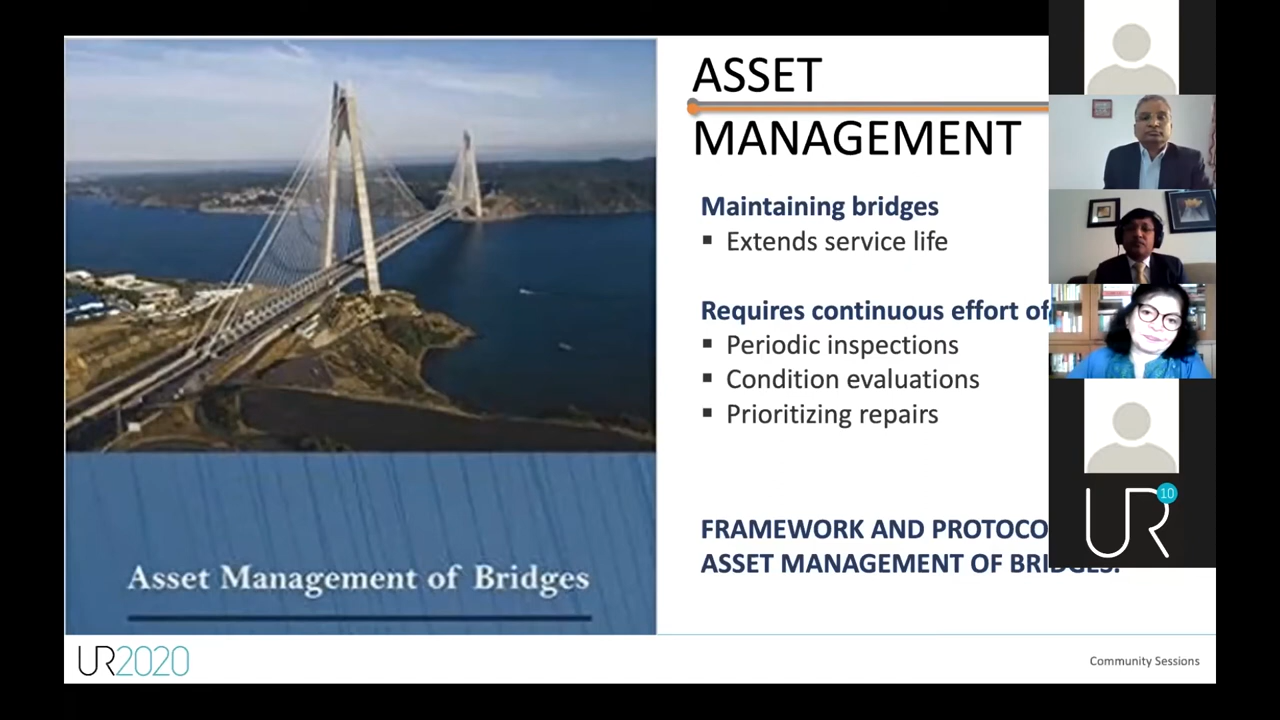 ASSET
MANAGEMENT
Maintaining bridges
▪ Extends service life
Requires continuous effort of
▪ Periodic inspections
▪ Condition evaluations
▪ Prioritizing repairs
FRAMEWORK AND PROTOCO
ASSET MANAGEMENT OF BRIDGES.
Asset Management of Bridges
UR2020
Community Sessions
UR 10